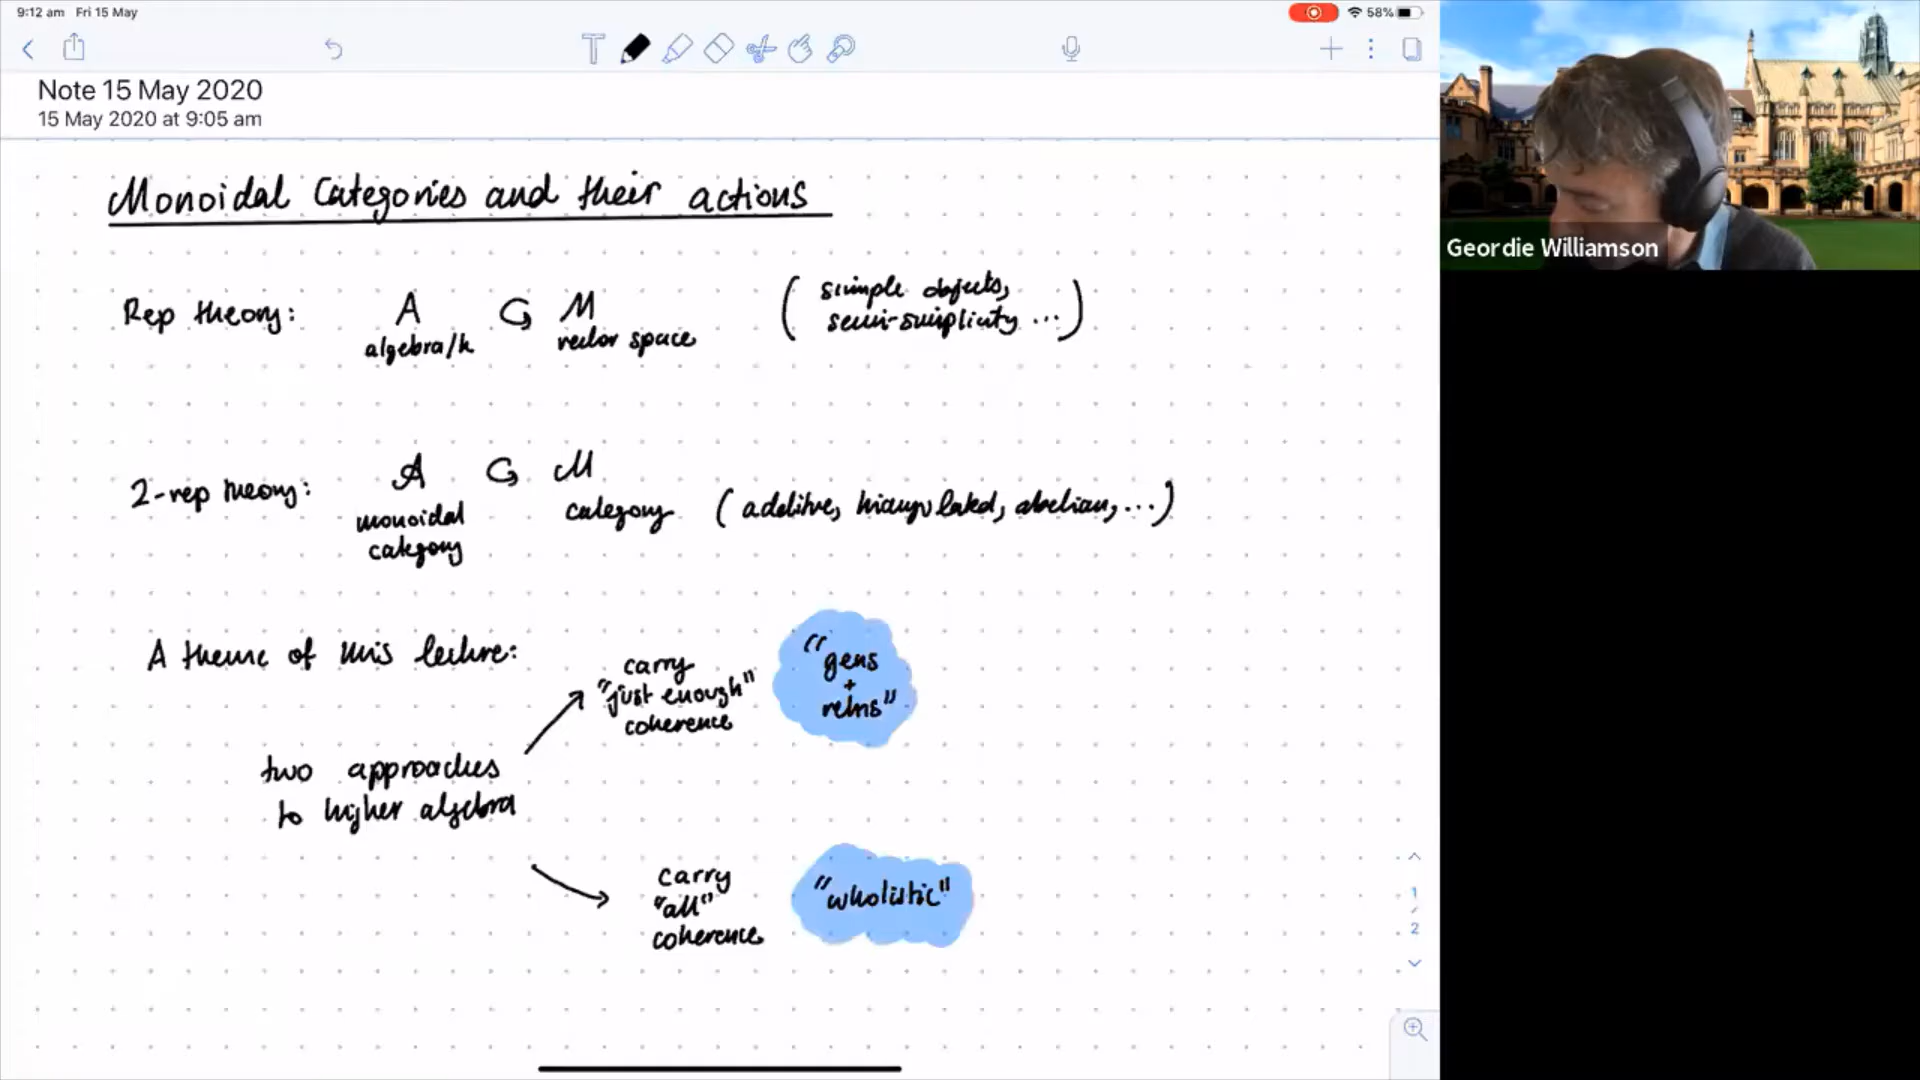 9:12 am Fri 15 May
58%
Note 15 May 2020
15 May 2020 at 9:05 am
Monoidal Categories and their actions
Rep theory: A ↻ M ( simple objects,
semi-simplicity ... )
algebra/k vector space
2-rep theory: A ↻ M
monoidal category category (additive, triangulated, abelian, ...)
A theme of this lecture:
carry
"just enough"
coherence
"gens
+
relns"
two approaches
to higher algebra
carry
"all"
coherence
"wholistic"
1
/
2
Geordie Williamson